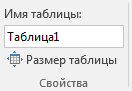 Имя таблицы:
Таблица1
Размер таблицы
Свойства